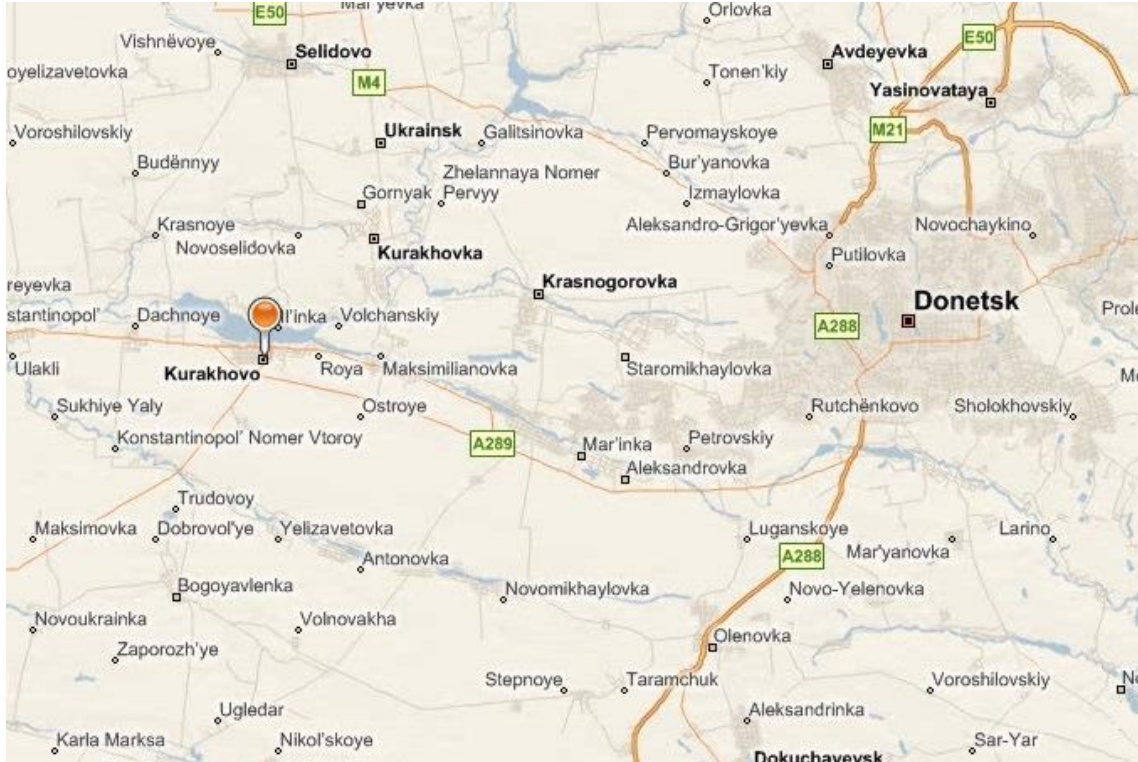 E50
Mar'yevka
Orlovka
Vishnëvoye
Selidovo
Avdeyevka
E50
oyelizavetovka
M4
Tonen'kiy
Yasinovataya
Voroshilovskiy
Ukrainsk
Galitsinovka
Pervomayskoye
M21
Budënnyy
Zhelannaya Nomer
Pervyy
Bur'yanovka
Gornyak
Izmaylovka
Krasnoye
Novoselidovka
Kurakhovka
Aleksandro-Grigor'yevka
Novochaykino
Putilovka
reyevka
Krasnogorovka
Donetsk
stantinopol'
Dachnoye
Il'inka
Volchanskiy
A288
Prole
Ulakli
Kurakhovo
Roya
Maksimilianovka
Staromikhaylovka
Mo
Sukhiye Yaly
Ostroye
Rutchënkovo
Sholokhovskiy
Konstantinopol' Nomer Vtoroy
A289
Mar'inka
Petrovskiy
Aleksandrovka
Trudovoy
Maksimovka
Dobrovol'ye
Yelizavetovka
Luganskoye
Larino
Antonovka
A288
Mar'yanovka
Bogoyavlenka
Novomikhaylovka
Novo-Yelenovka
Novoukrainka
Volnovakha
Olenovka
Zaporozh'ye
Stepnoye
Taramchuk
Voroshilovskiy
No
Ugledar
Aleksandrinka
Karla Marksa
Nikol'skoye
Sar-Yar
Dokuchayevsk